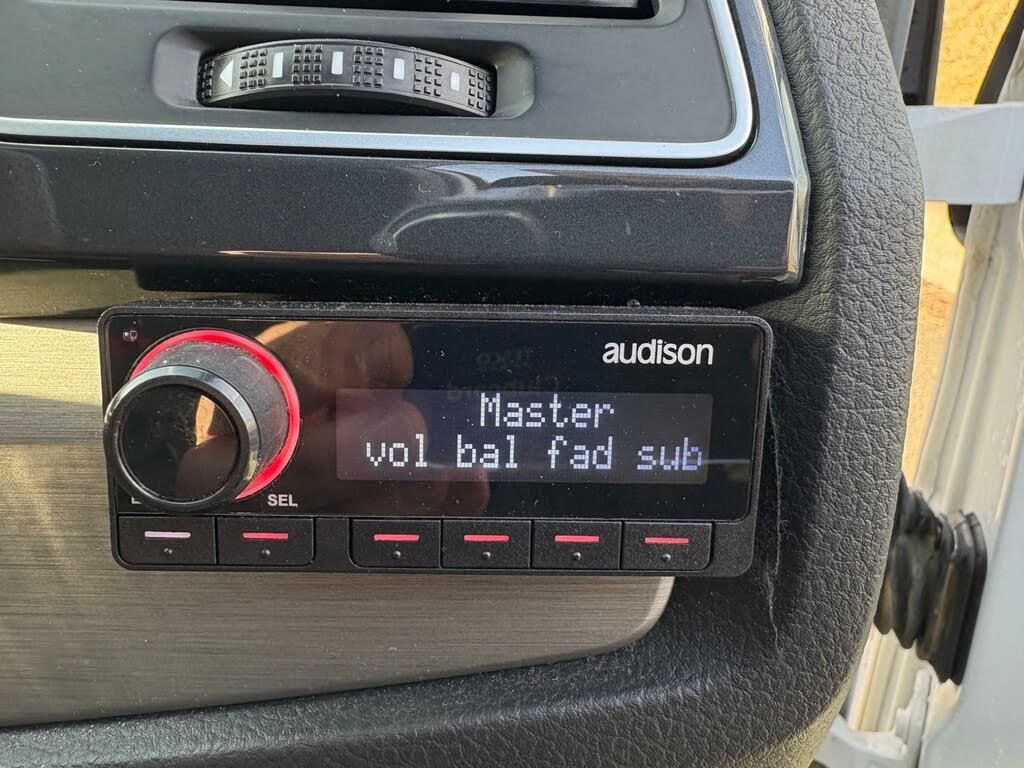 audison
Master
vol bal fad sub
SEL